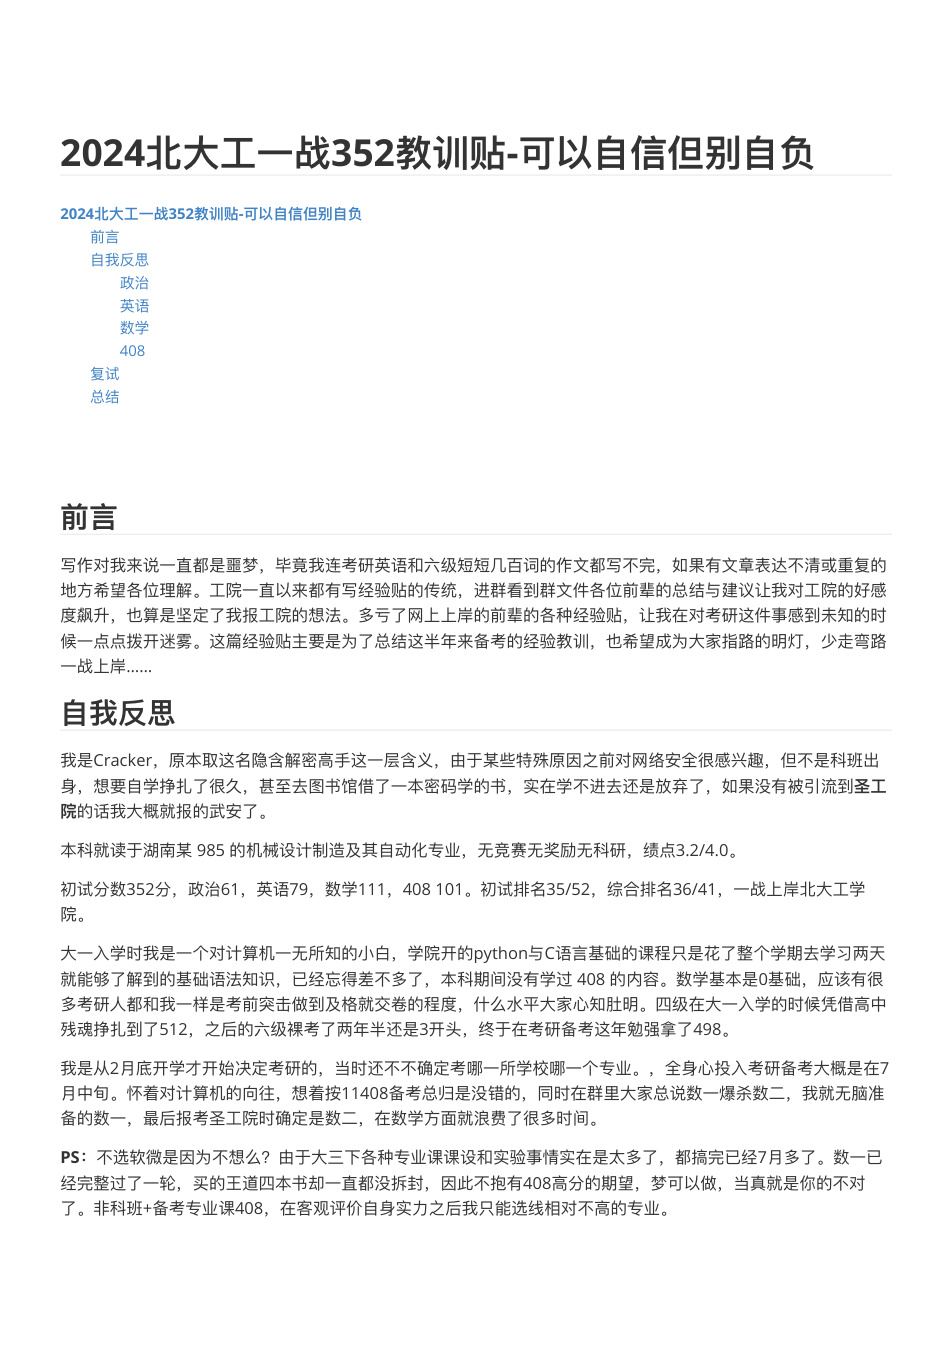 2024北大工一战352教训贴-可以自信但别自负
2024北大工一战352教训贴-可以自信但别自负
前言
自我反思
政治
英语
数学
408
复试
总结
前言
写作对我来说一直都是噩梦，毕竟我连考研英语和六级短短几百词的作文都写不完，如果有文章表达不清或重复的
地方希望各位理解。工院一直以来都有写经验贴的传统，进群看到群文件各位前辈的总结与建议让我对工院的好感
度飙升，也算是坚定了我报工院的想法。多亏了网上上岸的前辈的各种经验贴，让我在对考研这件事感到未知的时
候一点点拨开迷雾。这篇经验贴主要是为了总结这半年来备考的经验教训，也希望成为大家指路的明灯，少走弯路
一战上岸......
自我反思
我是Cracker，原本取这名隐含解密高手这一层含义，由于某些特殊原因之前对网络安全很感兴趣，但不是科班出
身，想要自学挣扎了很久，甚至去图书馆借了一本密码学的书，实在学不进去还是放弃了，如果没有被引流到圣工
院的话我大概就报的武安了。
本科就读于湖南某 985 的机械设计制造及其自动化专业，无竞赛无奖励无科研，绩点3.2/4.0。
初试分数352分，政治61，英语79，数学111，408 101。初试排名35/52，综合排名36/41，一战上岸北大工学
院。
大一入学时我是一个对计算机一无所知的小白，学院开的python与C语言基础的课程只是花了整个学期去学习两天
就能够了解到的基础语法知识，已经忘得差不多了，本科期间没有学过 408 的内容。数学基本是0基础，应该有很
多考研人都和我一样是考前突击做到及格就交卷的程度，什么水平大家心知肚明。四级在大一入学的时候凭借高中
残魂挣扎到了512，之后的六级裸考了两年半还是3开头，终于在考研备考这年勉强拿了498。
我是从2月底开学才开始决定考研的，当时还不不确定考哪一所学校哪一个专业。，全身心投入考研备考大概是在7
月中旬。怀着对计算机的向往，想着按11408备考总归是没错的，同时在群里大家总说数一爆杀数二，我就无脑准
备的数一，最后报考圣工院时确定是数二，在数学方面就浪费了很多时间。
PS：不选软微是因为不想么？由于大三下各种专业课课设和实验事情实在是太多了，都搞完已经7月多了。数一已
经完整过了一轮，买的王道四本书却一直都没拆封，因此不抱有408高分的期望，梦可以做，当真就是你的不对
了。非科班+备考专业课408，在客观评价自身实力之后我只能选线相对不高的专业。